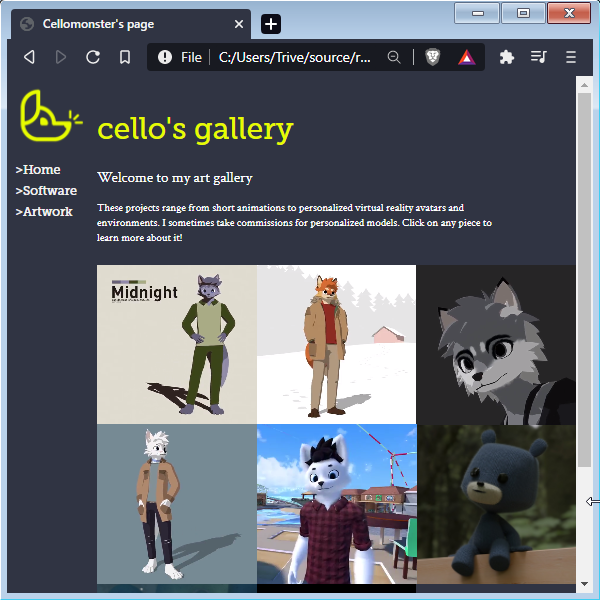 Cellomonster's page
File
C:/Users/Trive/source/r...
cello's gallery
>Home
>Software
>Artwork
Welcome to my art gallery
These projects range from short animations to personalized virtual reality avatars and
environments. I sometimes take commissions for personalized models. Click on any piece to
learn more about it!
Midnight